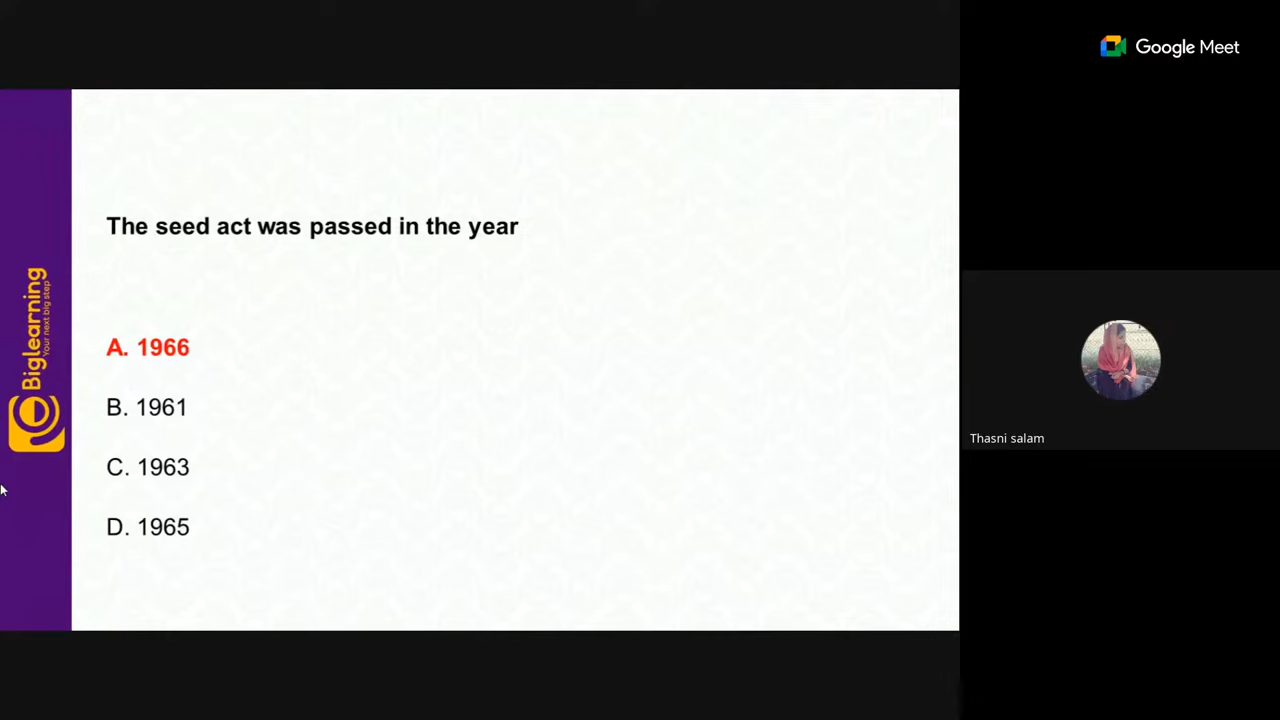 Google Meet
The seed act was passed in the year
A. 1966
B. 1961
C. 1963
D. 1965
Biglearning
Your next big step
Thasni salam